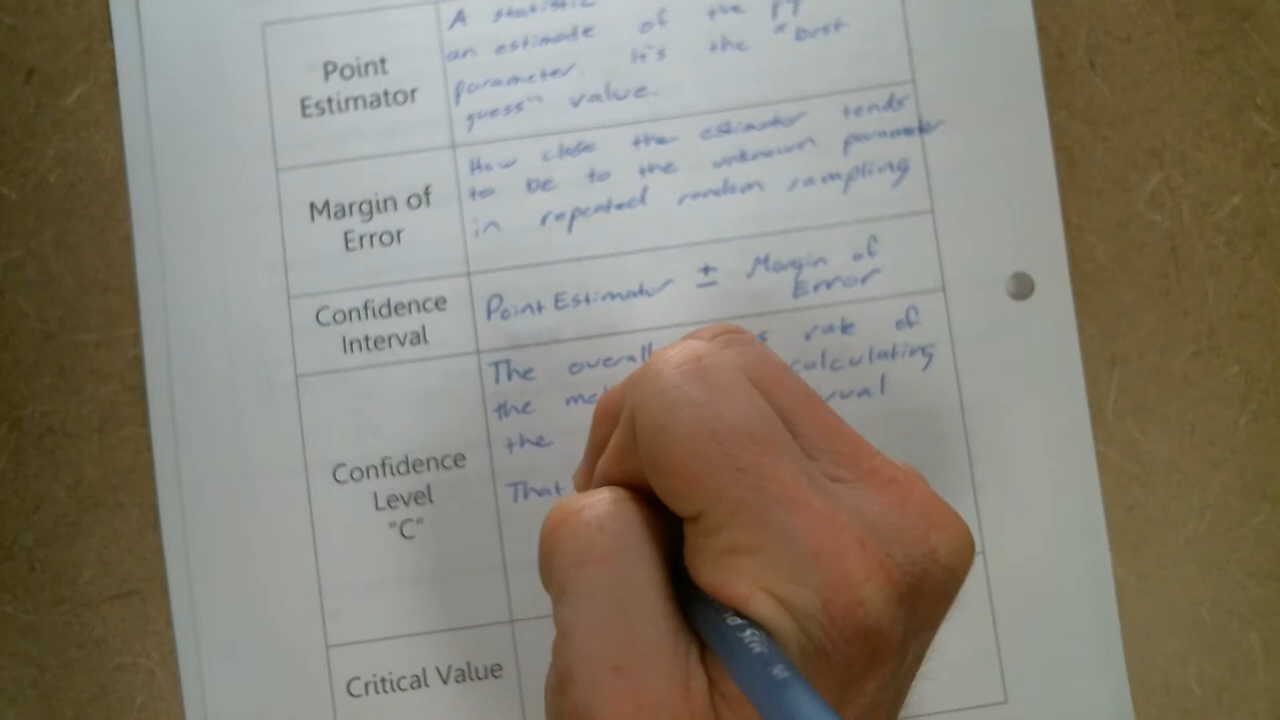 Point
Estimator
A statistic
an estimate of the
parameter. It's the "best
guess" value.
Margin of
Error
How close the estimator tends
to be to the unknown parameter
in repeated random sampling
Confidence
Interval
Point Estimator ± Margin of
Error
Confidence
Level
"C"
The overall rate of
the calculating
the
That
Critical Value